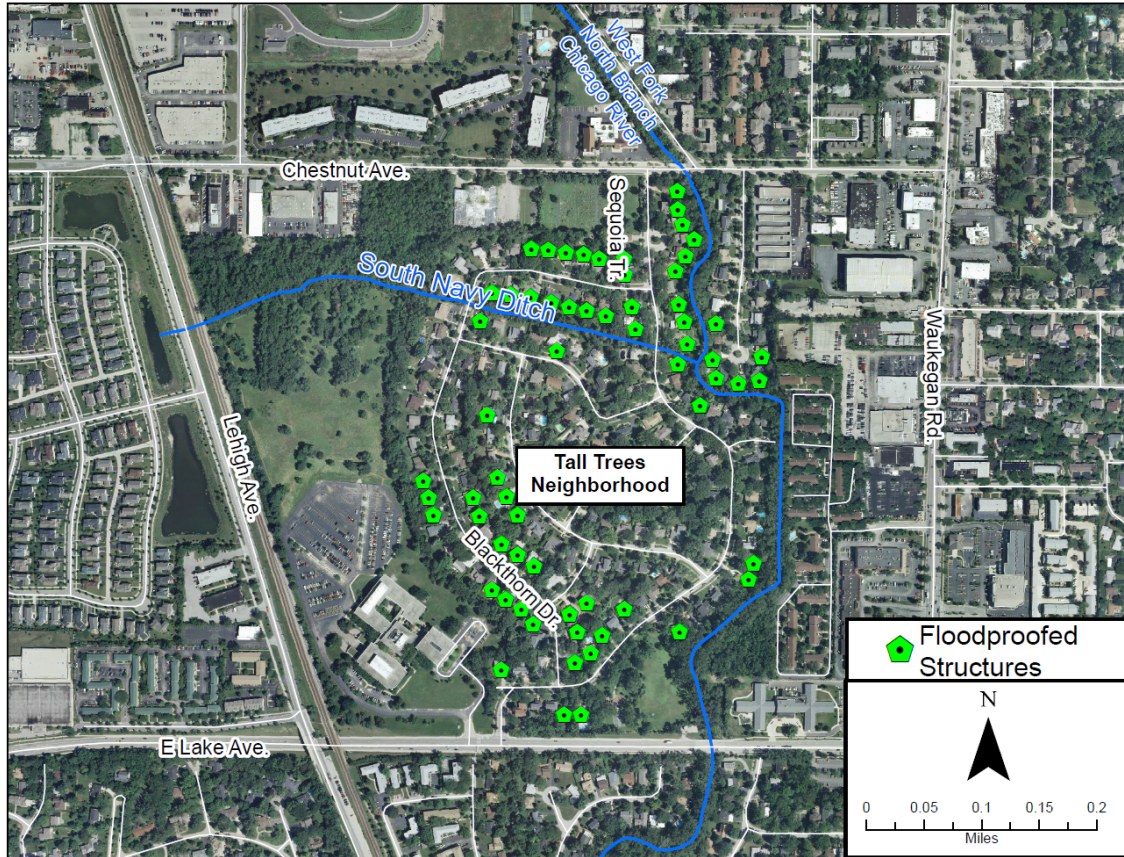 West Fork
North Branch
Chicago River
Chestnut Ave.
Sequoia Tr.
South Navy Ditch
Waukegan Rd.
Lehigh Ave.
Tall Trees
Neighborhood
Blackthorn Dr.
E Lake Ave.
Floodproofed
Structures
N
0 0.05 0.1 0.15 0.2
Miles